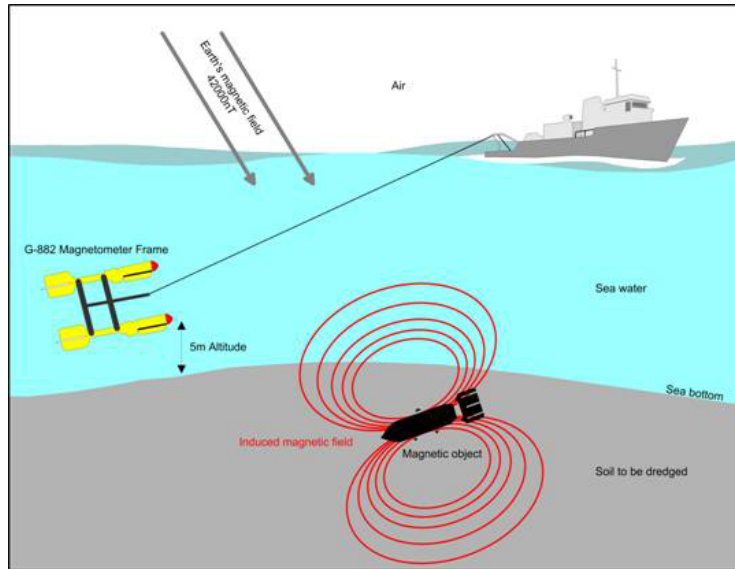 Earth's magnetic field
42000nT
Air
G-882 Magnetometer Frame
Sea water
5m Altitude
Sea bottom
Induced magnetic field
Magnetic object
Soil to be dredged